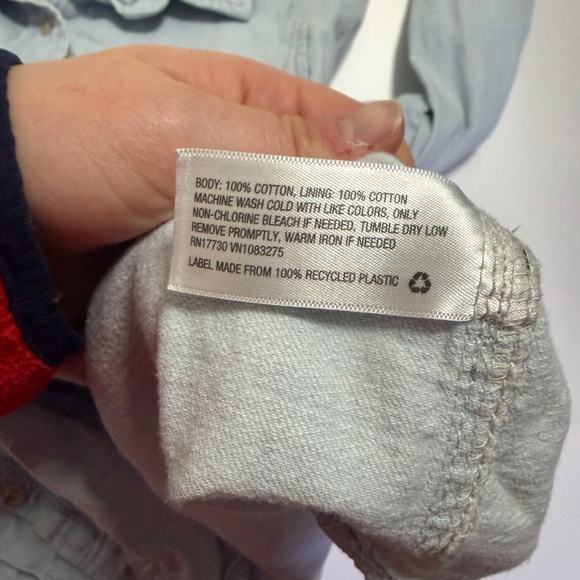 BODY: 100% COTTON, LINING: 100% COTTON
MACHINE WASH COLD WITH LIKE COLORS, ONLY
NON-CHLORINE BLEACH IF NEEDED, TUMBLE DRY LOW
REMOVE PROMPTLY, WARM IRON IF NEEDED
RN17730 VN1083275
LABEL MADE FROM 100% RECYCLED PLASTIC